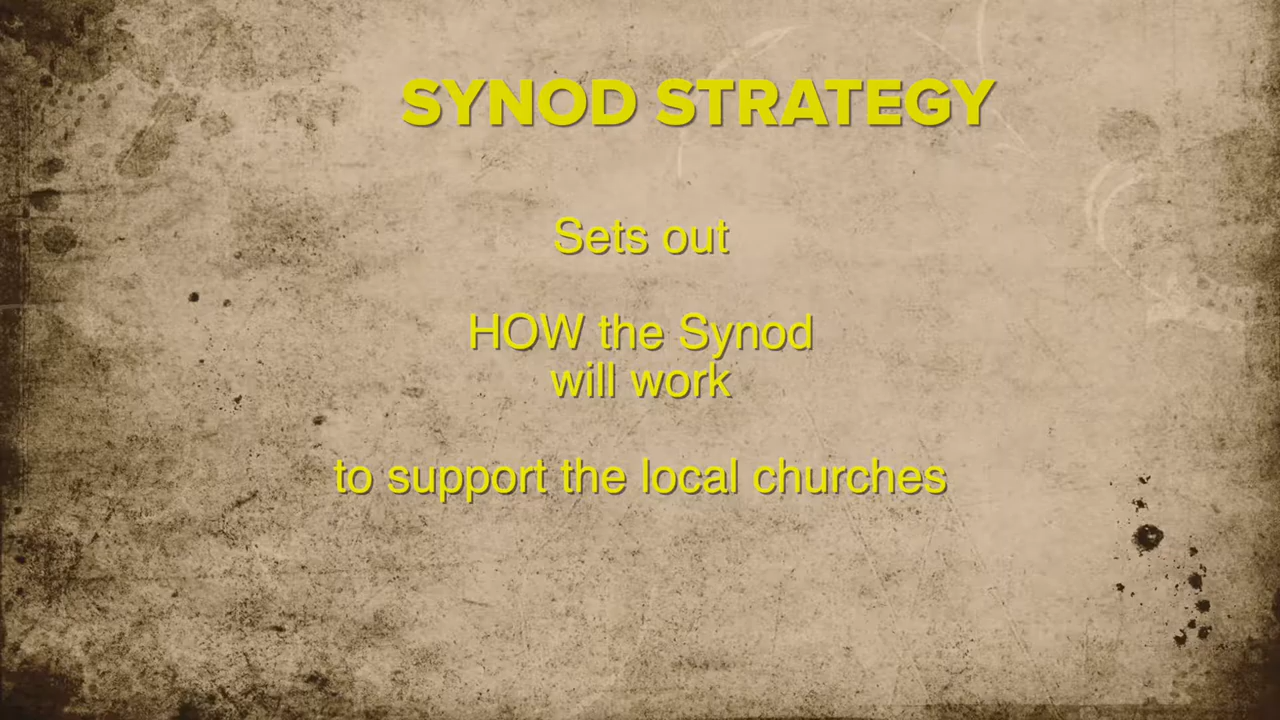 SYNOD STRATEGY
Sets out
HOW the Synod
will work
to support the local churches